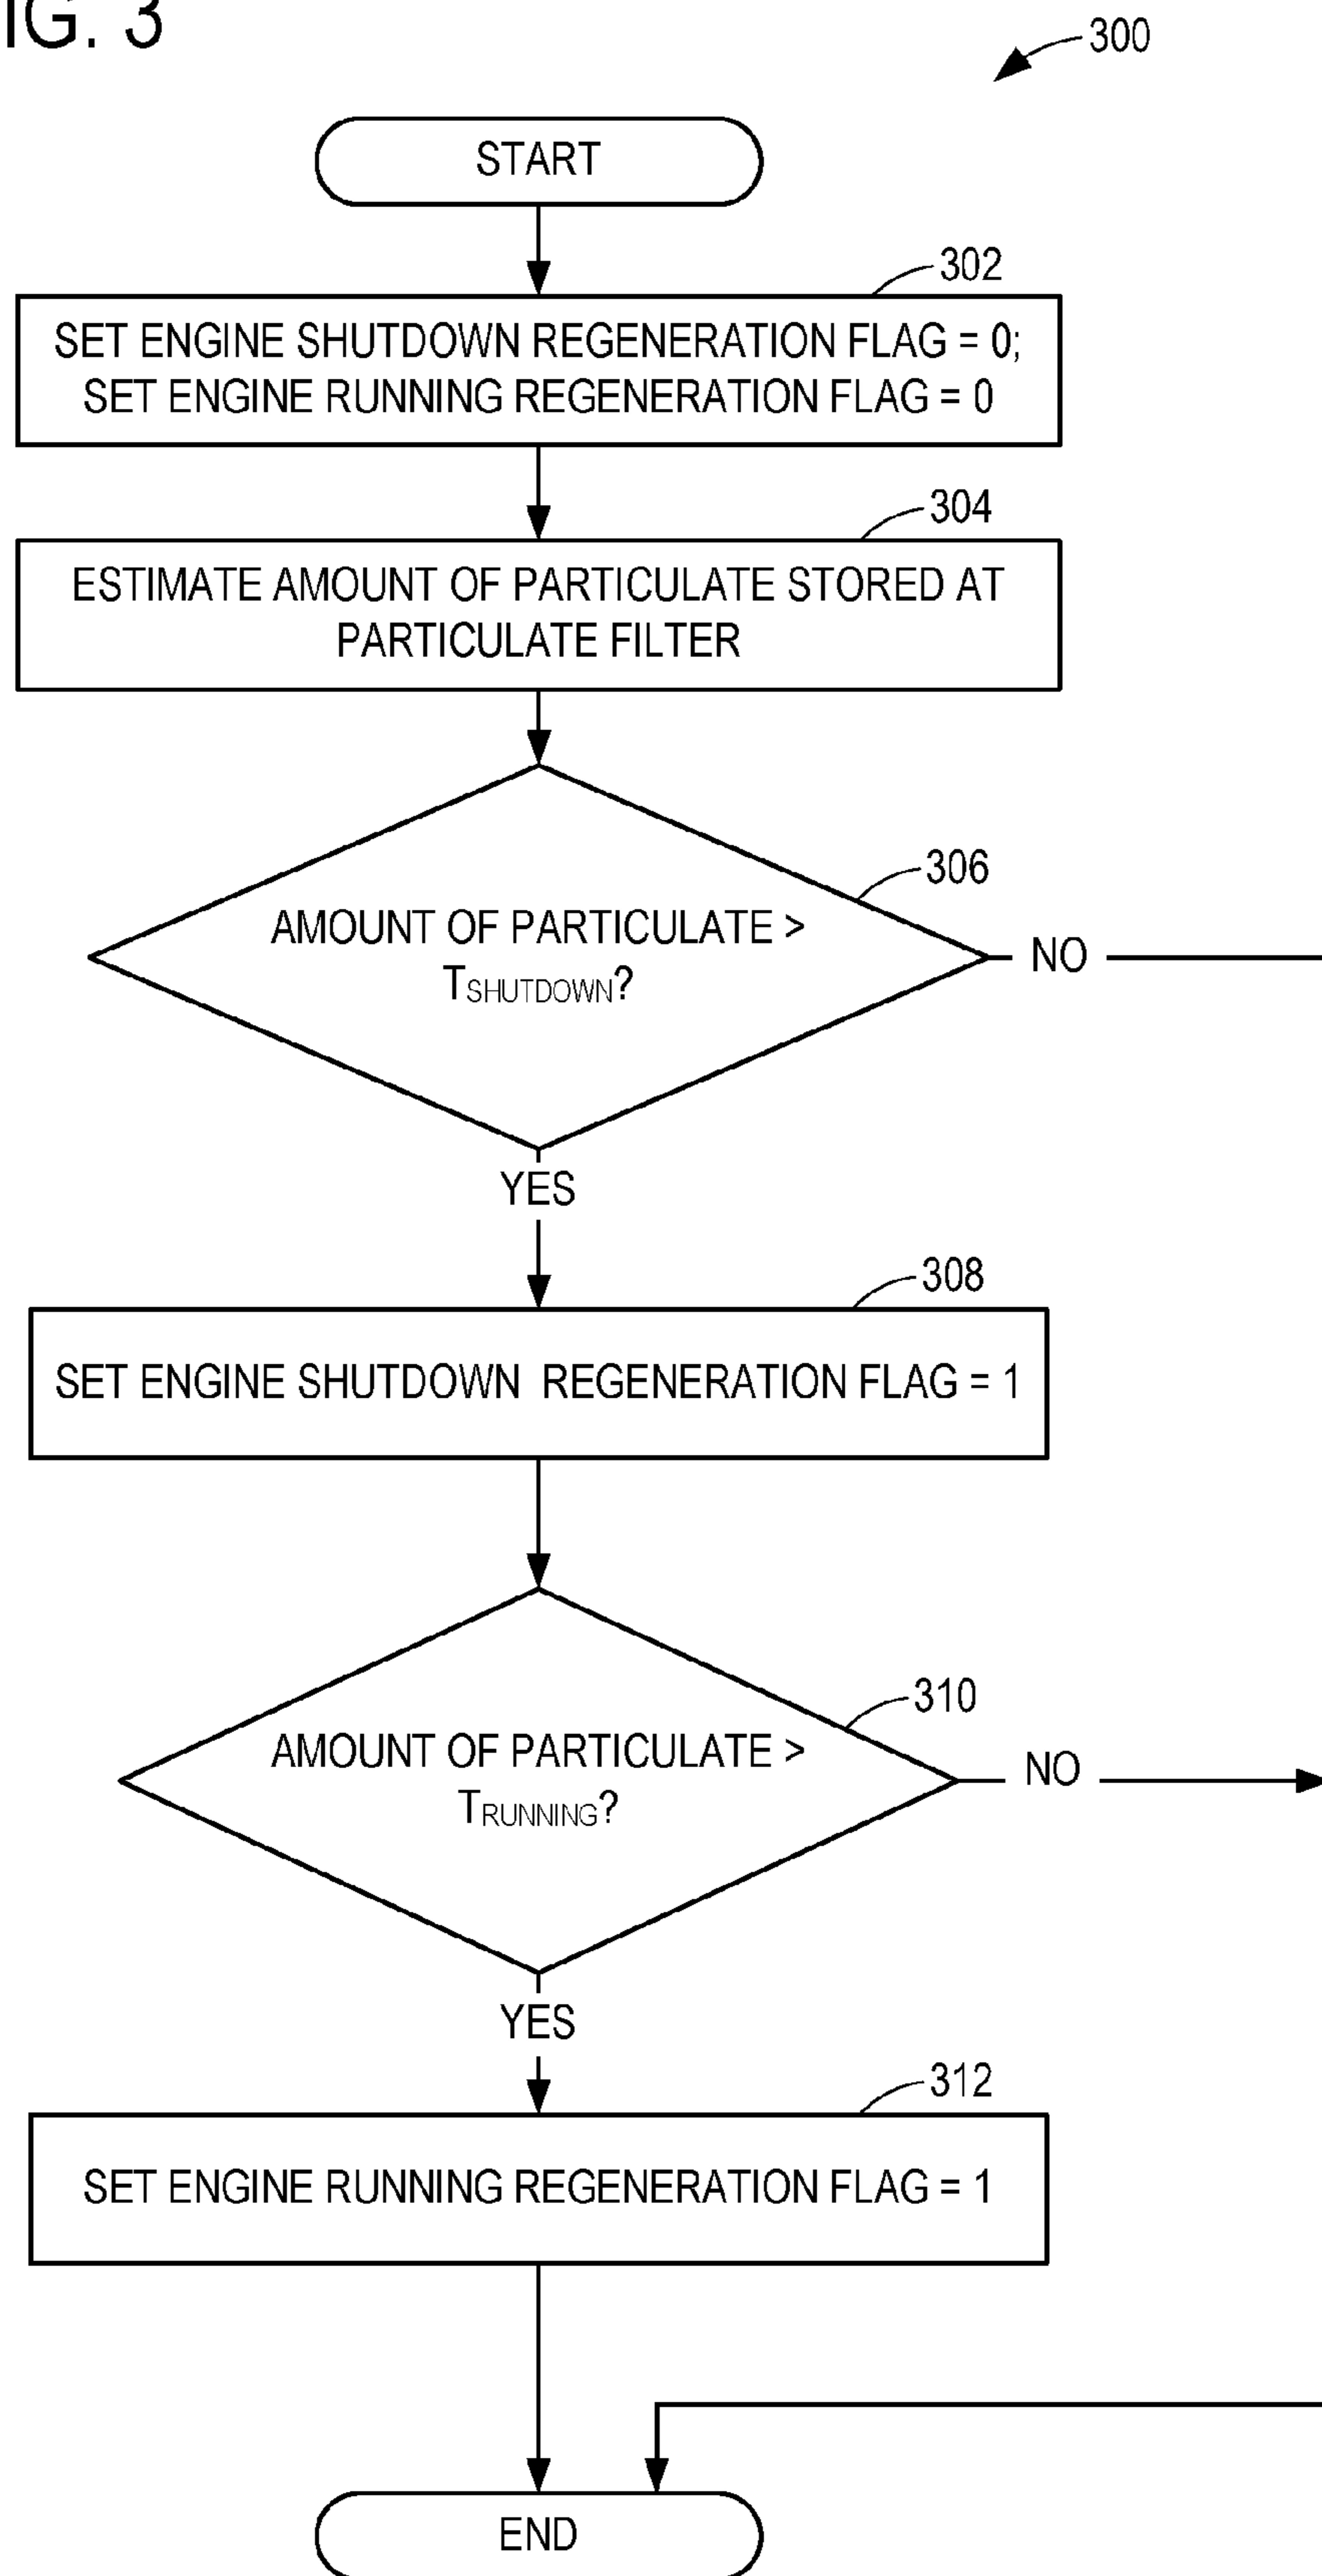 IG. 3
300
START
302
SET ENGINE SHUTDOWN REGENERATION FLAG = 0;
SET ENGINE RUNNING REGENERATION FLAG = 0
304
ESTIMATE AMOUNT OF PARTICULATE STORED AT
PARTICULATE FILTER
306
AMOUNT OF PARTICULATE >
TSHUTDOWN?
NO
YES
308
SET ENGINE SHUTDOWN REGENERATION FLAG = 1
310
AMOUNT OF PARTICULATE >
TRUNNING?
NO
YES
312
SET ENGINE RUNNING REGENERATION FLAG = 1
END